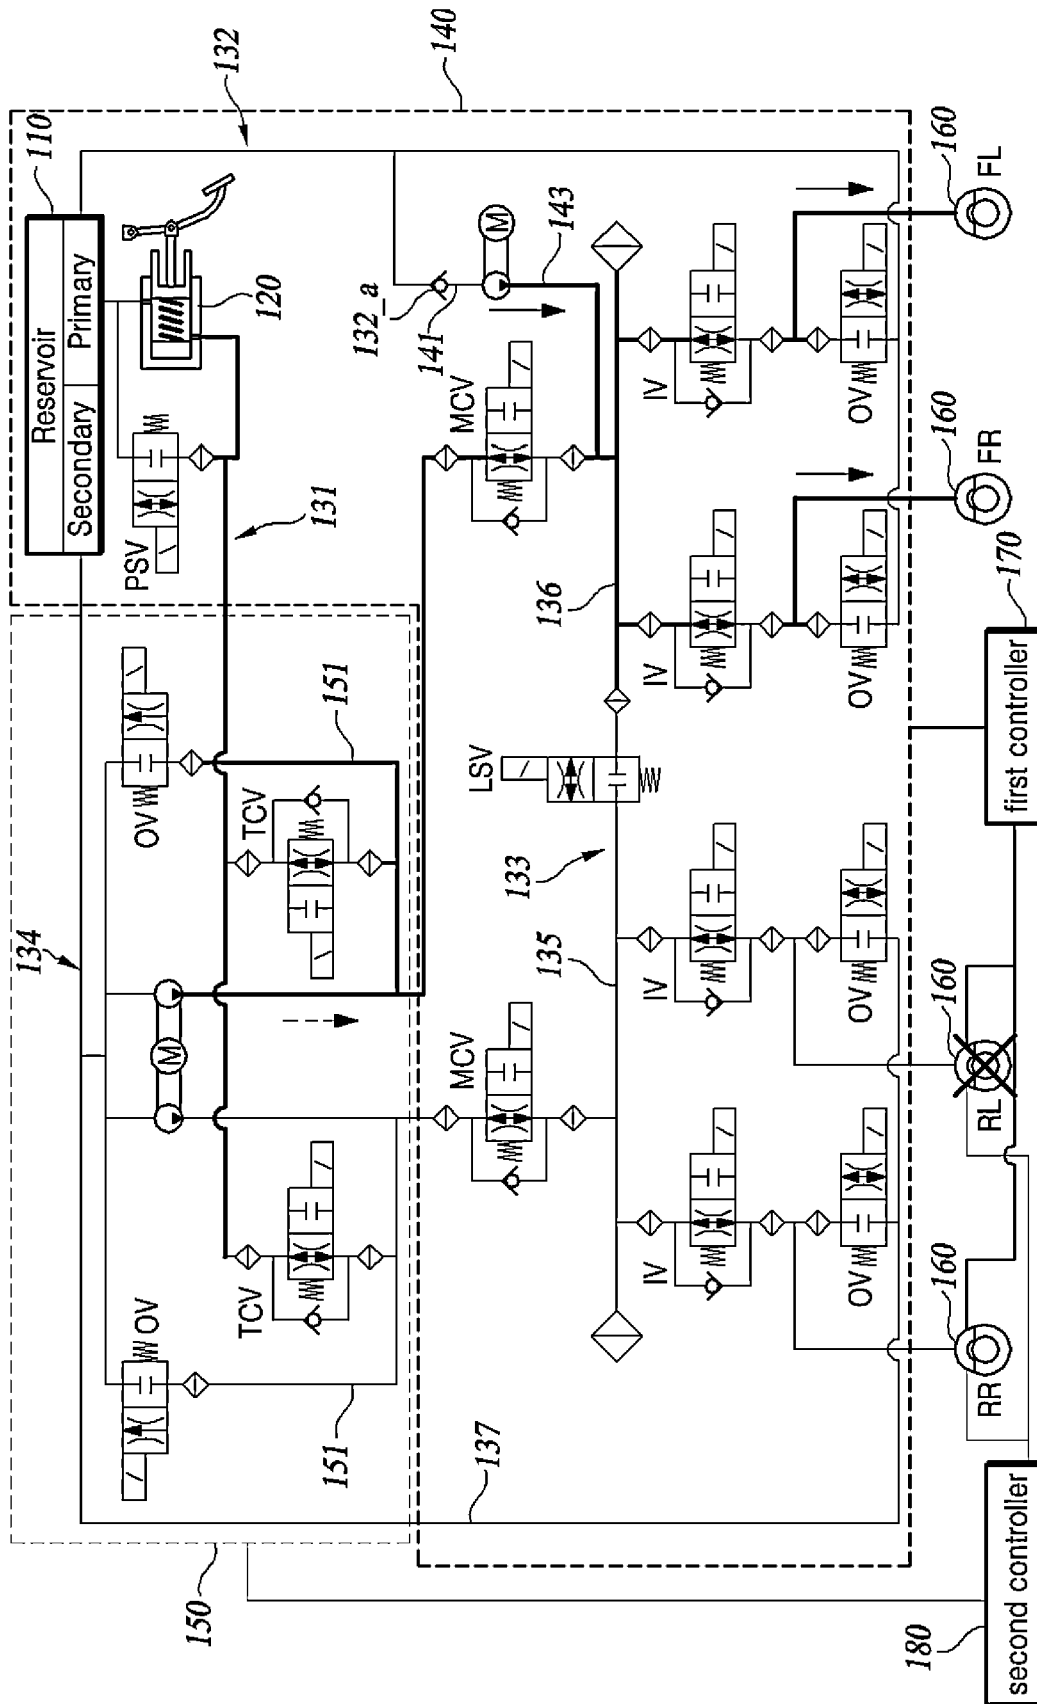 132
140
110
Reservoir
Secondary
Primary
120
PSV
131
132_a
141
M
143
MCV
134
OV
151
TCV
M
TCV
OV
151
150
137
MCV
LSV
133
135
136
IV
IV
IV
IV
OV
OV
OV
OV
160
FL
160
FR
160
RL
160
RR
170
first controller
180
second controller